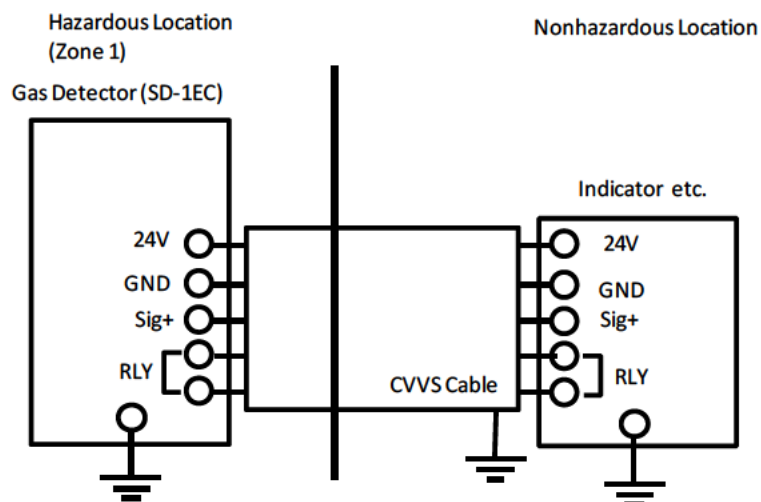 Hazardous Location
(Zone 1)
Nonhazardous Location
Gas Detector (SD-1EC)
Indicator etc.
24V
24V
GND
GND
Sig+
Sig+
RLY
RLY
CVVS Cable